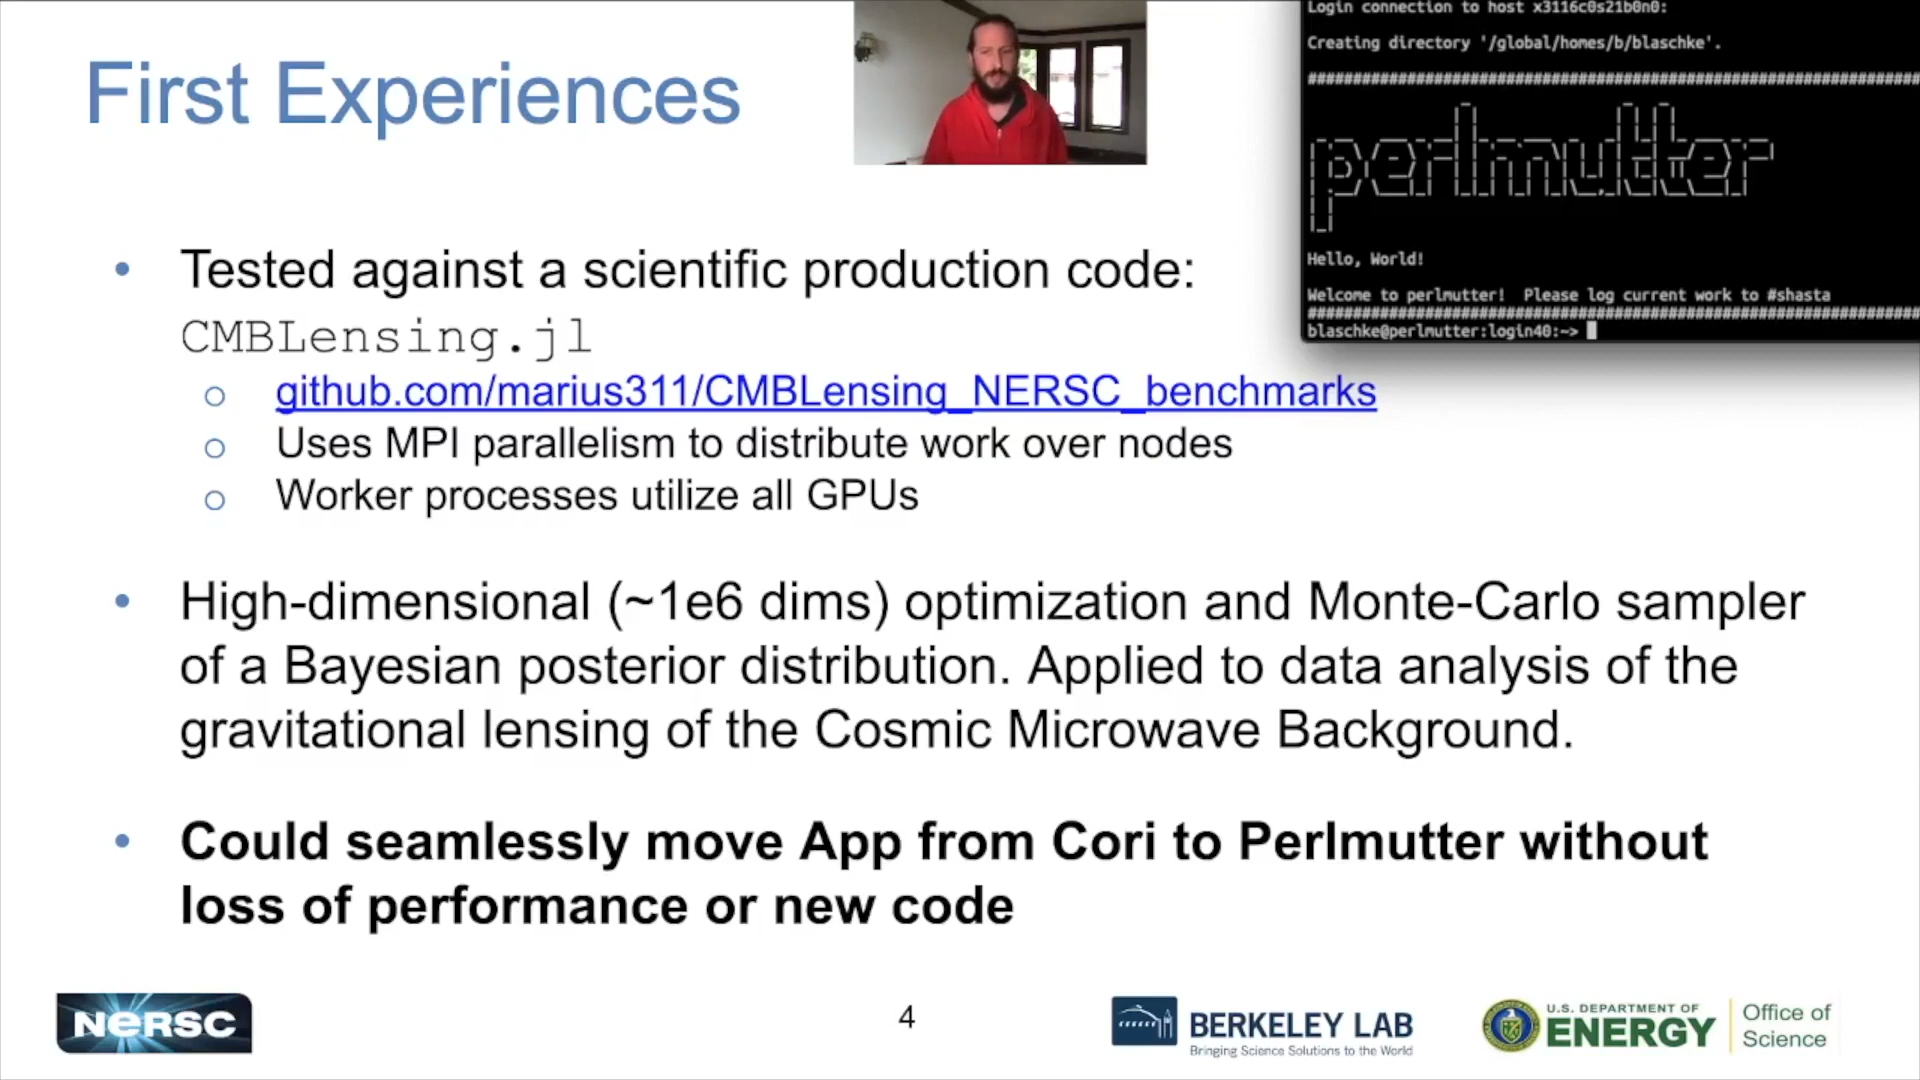 First Experiences
Login connection to host x3116c0s21b0n0:
Creating directory '/global/homes/b/blaschke'.
perlmutter
Hello, World!
Welcome to perlmutter!  Please log current work to #shasta
blaschke@perlmutter:login40:~>
Tested against a scientific production code:
CMBLensing.jl
github.com/marius311/CMBLensing_NERSC_benchmarks
Uses MPI parallelism to distribute work over nodes
Worker processes utilize all GPUs
High-dimensional (~1e6 dims) optimization and Monte-Carlo sampler
of a Bayesian posterior distribution. Applied to data analysis of the
gravitational lensing of the Cosmic Microwave Background.
Could seamlessly move App from Cori to Perlmutter without
loss of performance or new code
NERSC
4
BERKELEY LAB
Bringing Science Solutions to the World
U.S. DEPARTMENT OF
ENERGY
Office of
Science